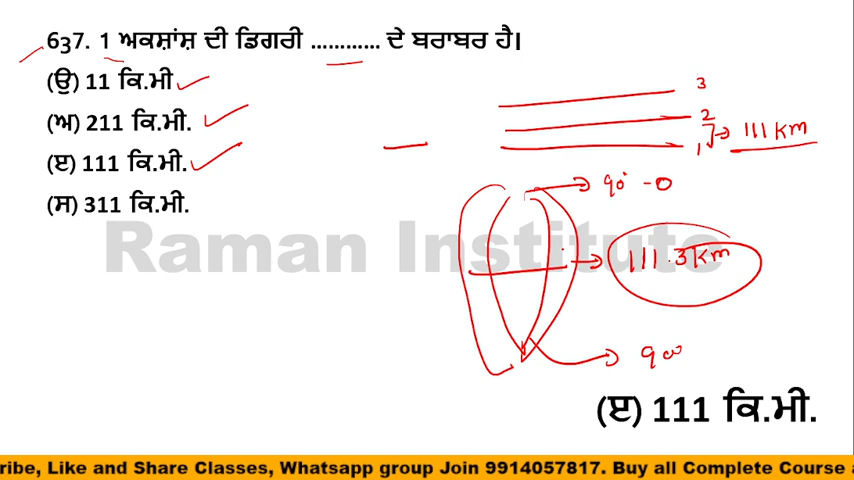 637. 1 ਅਕਸ਼ਾਂਸ਼ ਦੀ ਡਿਗਰੀ ............ ਦੇ ਬਰਾਬਰ ਹੈ।
(ੳ) 11 ਕਿ.ਮੀ
(ਅ) 211 ਕਿ.ਮੀ.
(ੲ) 111 ਕਿ.ਮੀ.
(ਸ) 311 ਕਿ.ਮੀ.
3
2
1
111 Km
90° -0
Raman Institute
111.3 Km
(ੲ) 111 ਕਿ.ਮੀ.
ribe, Like and Share Classes, Whatsapp group Join 9914057817. Buy all Complete Course